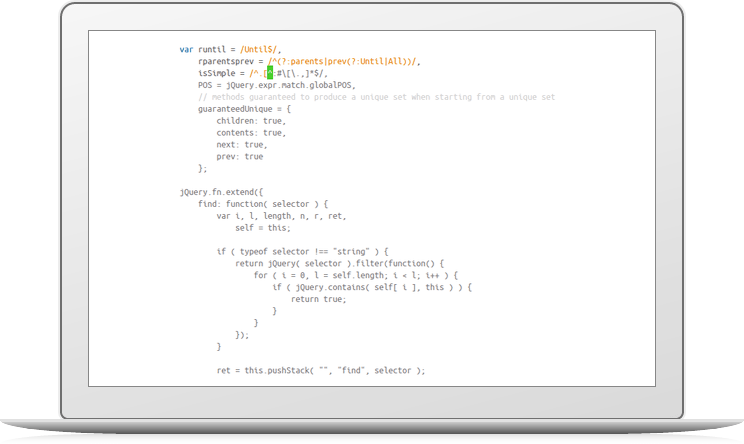 var runtil = /Until$/,
rparentsprev = /^(?:parents|prev(?:Until|All))/,
isSimple = /^.[^:#\[\.,]*$/,
POS = jQuery.expr.match.globalPOS,
// methods guaranteed to produce a unique set when starting from a unique set
guaranteedUnique = {
children: true,
contents: true,
next: true,
prev: true
};
jQuery.fn.extend({
find: function( selector ) {
var i, l, length, n, r, ret,
self = this;
if ( typeof selector !== "string" ) {
return jQuery( selector ).filter(function() {
for ( i = 0, l = self.length; i < l; i++ ) {
if ( jQuery.contains( self[ i ], this ) ) {
return true;
}
}
});
}
ret = this.pushStack( "", "find", selector );